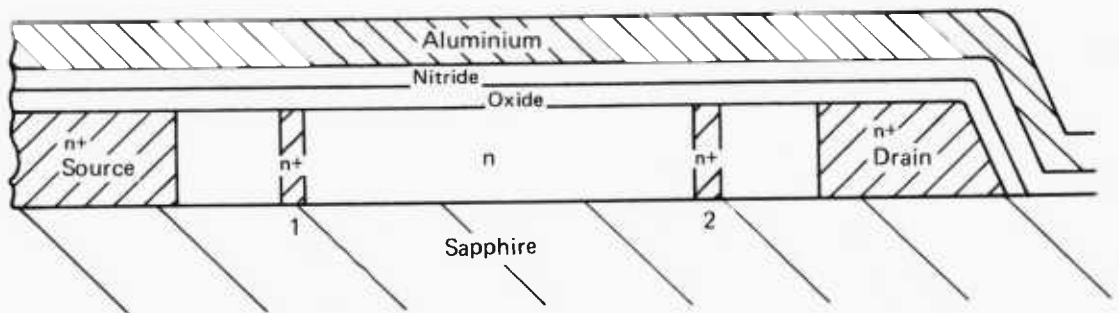 Aluminium
Nitride
Oxide
n+
Source
n+
n
n+
n+
Drain
1
2
Sapphire